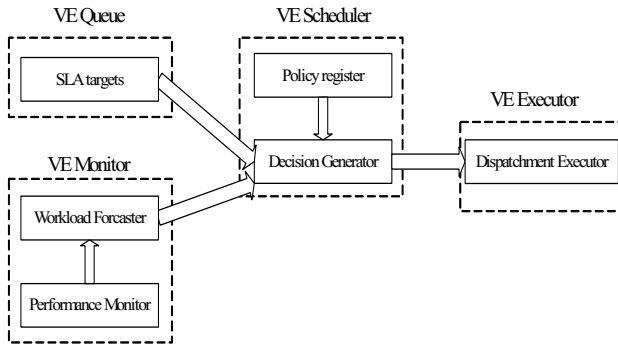 VE Queue
SLA targets
VE Scheduler
Policy register
Decision Generator
VE Executor
Dispatchment Executor
VE Monitor
Workload Forcaster
Performance Monitor